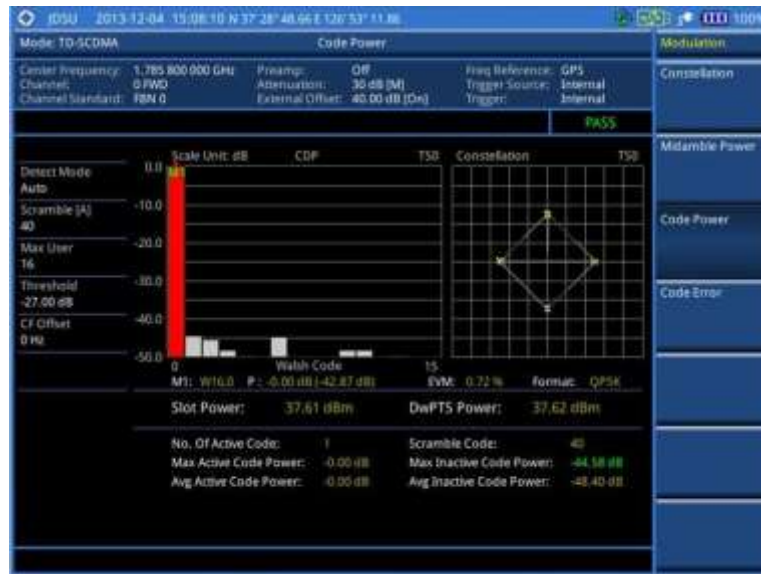 JDSU 2013-12-04 15:08:10 N 37° 28' 48.66 E 126° 53' 11.86 100%
Mode: TD-SCDMA Code Power Modulation
Center Frequency: 1.785 800 000 GHz Preamp: Off Freq Reference: GPS
Channel: 0 FWD Attenuation: 30 dB [M] Trigger Source: Internal
Channel Standard: FBN 0 External Offset: 40.00 dB [On] Trigger: Internal
Constellation
PASS
Midamble Power
Code Power
Code Error
Scale Unit: dB CDP TS0 Constellation TS0
Detect Mode
Auto
Scramble [A]
40
Max User
16
Threshold
-27.00 dB
CF Offset
0 Hz
0.0 M1
-10.0
-20.0
-30.0
-40.0
-50.0
0 Walsh Code 15
M1: W16.0 P: -0.00 dB (-42.87 dB) EVM: 0.72 % Format: QPSK
Slot Power: 37.61 dBm DwPTS Power: 37.62 dBm
No. Of Active Code: 1 Scramble Code: 40
Max Active Code Power: -0.00 dB Max Inactive Code Power: -44.58 dB
Avg Active Code Power: -0.00 dB Avg Inactive Code Power: -48.40 dB